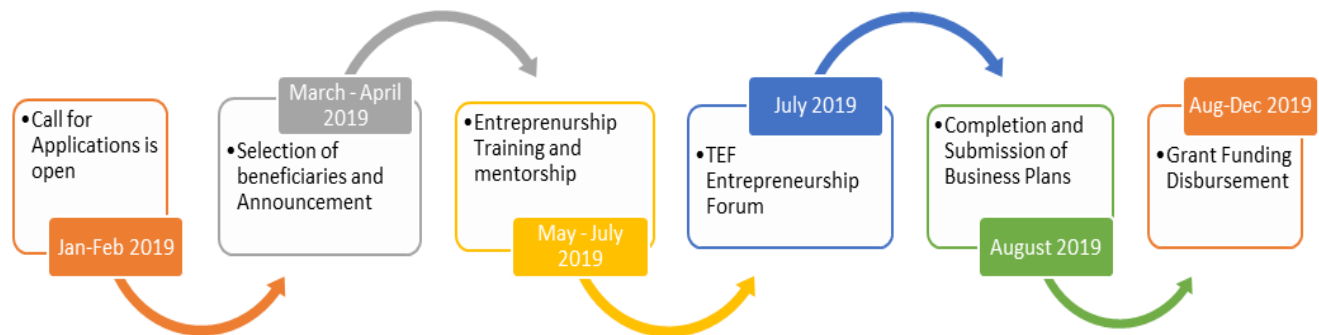 •Call for
Applications is
open
Jan-Feb 2019
March - April
2019
•Selection of
beneficiaries and
Announcement
•Entreprenurship
Training and
mentorship
May - July
2019
July 2019
•TEF
Entrepreneurship
Forum
•Completion and
Submission of
Business Plans
August 2019
Aug-Dec 2019
•Grant Funding
Disbursement